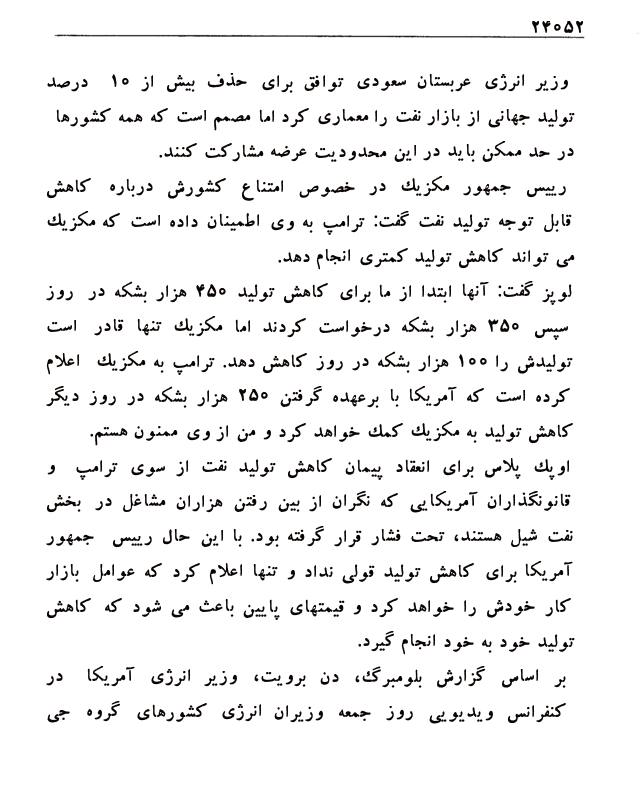 ۲۴۰۵۲
وزیر انرژی عربستان سعودی توافق برای حذف بیش از ۱۰ درصد
تولید جهانی از بازار نفت را معماری کرد اما مصمم است که همه کشورها
در حد ممکن باید در این محدودیت عرضه مشارکت کنند.
رییس جمهور مکزیك در خصوص امتناع کشورش درباره کاهش
قابل توجه تولید نفت گفت: ترامپ به وی اطمینان داده است که مکزیك
می تواند کاهش تولید کمتری انجام دهد.
لوپز گفت: آنها ابتدا از ما برای کاهش تولید ۴۵۰ هزار بشکه در روز
سپس ۳۵۰ هزار بشکه درخواست کردند اما مکزیك تنها قادر است
تولیدش را ۱۰۰ هزار بشکه در روز کاهش دهد. ترامپ به مکزیك اعلام
کرده است که آمریکا با برعهده گرفتن ۲۵۰ هزار بشکه در روز دیگر
کاهش تولید به مکزیك کمك خواهد کرد و من از وی ممنون هستم.
اوپك پلاس برای انعقاد پیمان کاهش تولید نفت از سوی ترامپ و
قانونگذاران آمریکایی که نگران از بین رفتن هزاران مشاغل در بخش
نفت شیل هستند، تحت فشار قرار گرفته بود. با این حال رییس جمهور
آمریکا برای کاهش تولید قولی نداد و تنها اعلام کرد که عوامل بازار
کار خودش را خواهد کرد و قیمتهای پایین باعث می شود که کاهش
تولید خود به خود انجام گیرد.
بر اساس گزارش بلومبرگ، دن برویت، وزیر انرژی آمریکا در
کنفرانس ویدیویی روز جمعه وزیران انرژی کشورهای گروه جی